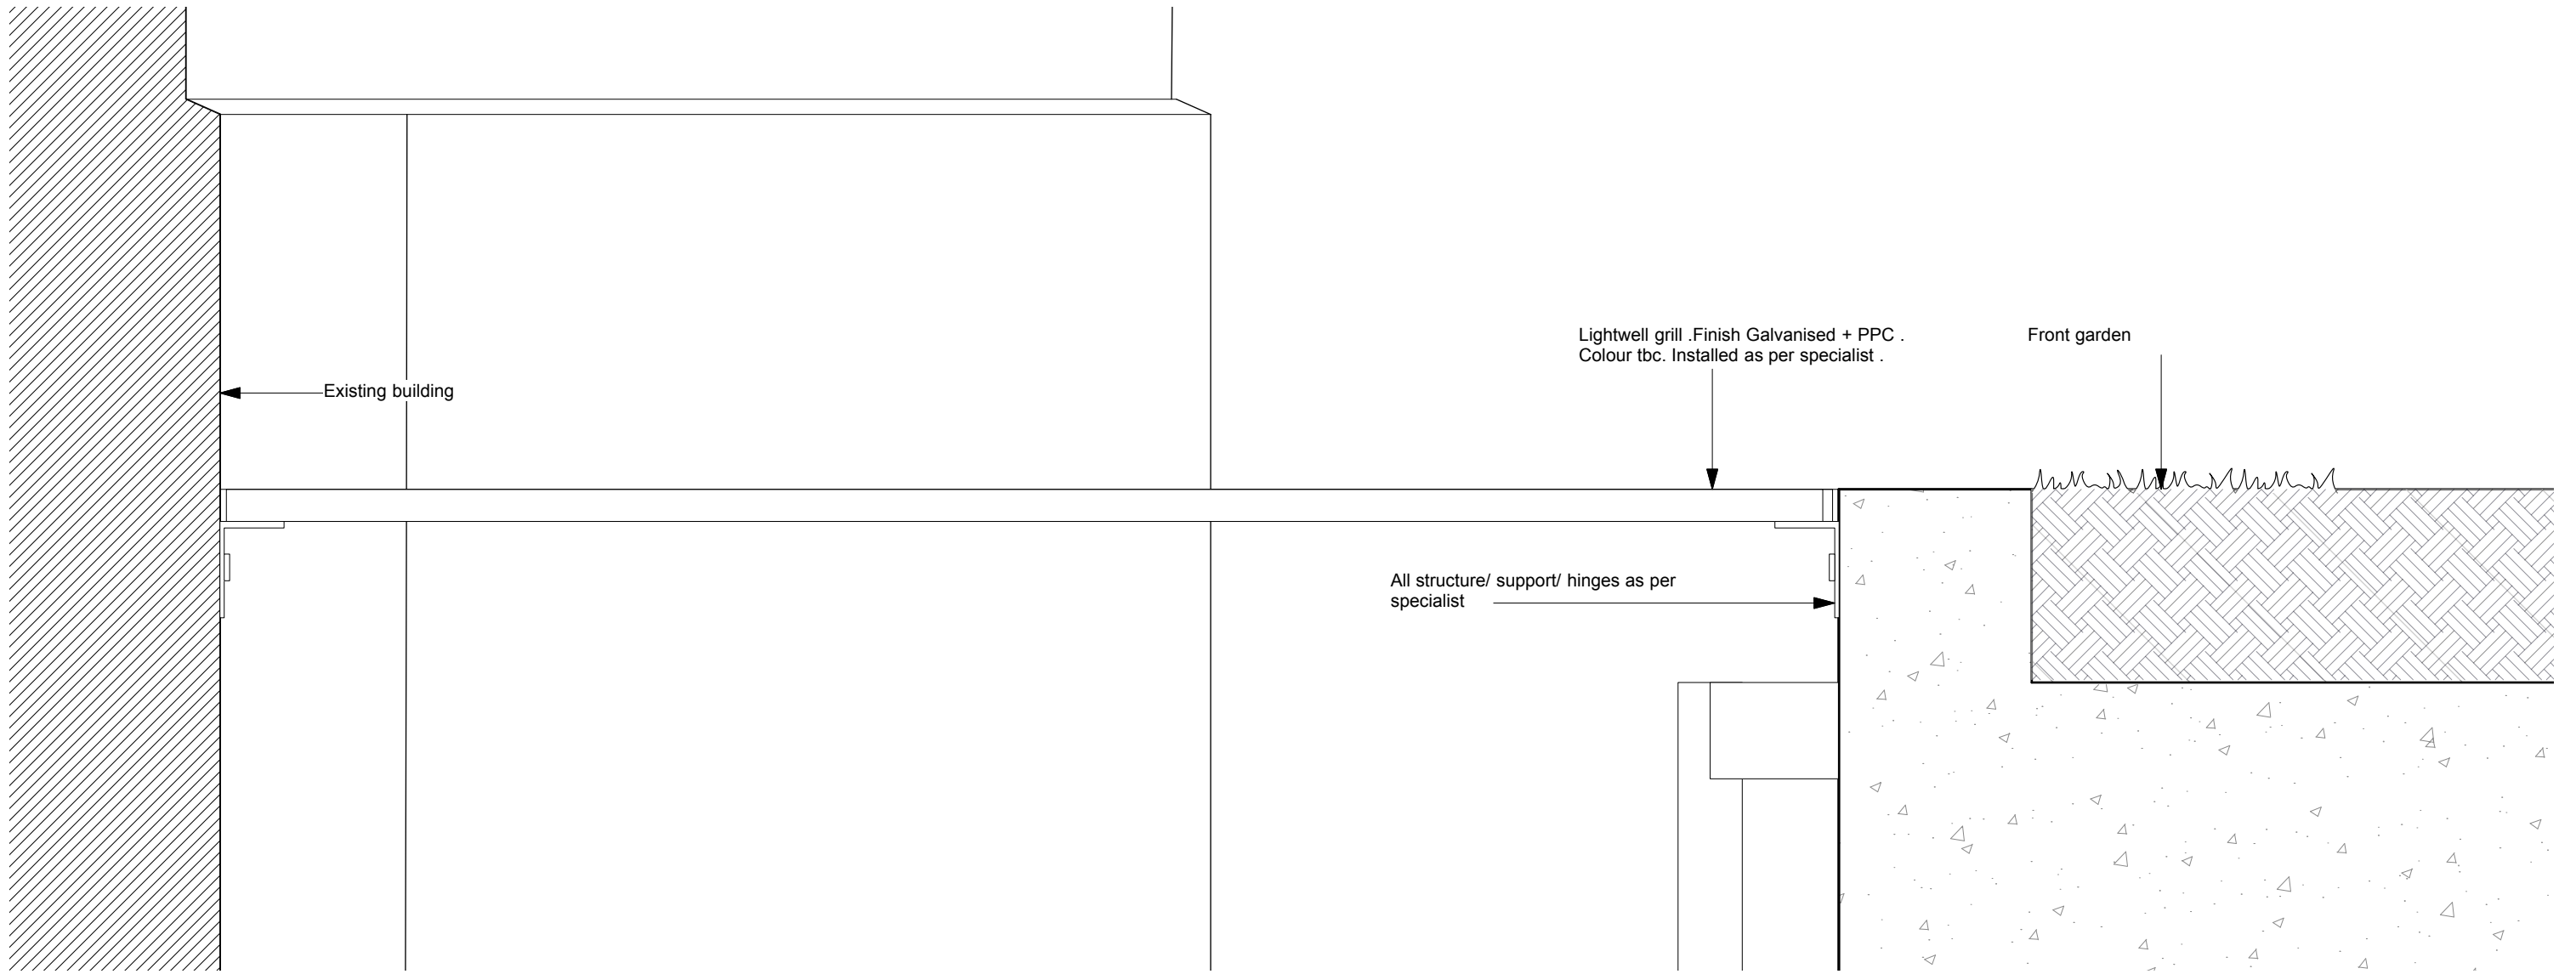 Lightwell grill .Finish Galvanised + PPC .
Colour tbc. Installed as per specialist .
Front garden
Existing building
All structure/ support/ hinges as per
specialist